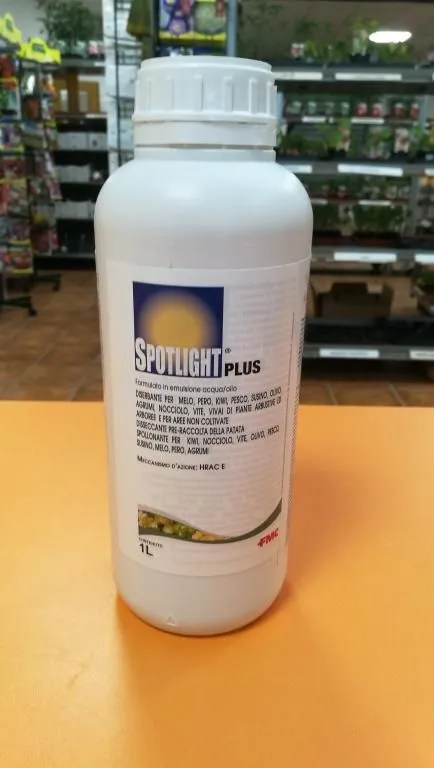 SPOTLIGHT® PLUS
Formulato in emulsione acqua/olio
DISERBANTE PER MELO, PERO, KIWI, PESCO, SUSINO, OLIVO,
AGRUMI, NOCCIOLO, VITE, VIVAI DI PIANTE ARBUSTIVE ED
ARBOREE E PER AREE NON COLTIVATE
DISSECCANTE PRE-RACCOLTA DELLA PATATA
SPOLLONANTE PER KIWI, NOCCIOLO, VITE, OLIVO, PESCO,
SUSINO, MELO, PERO, AGRUMI
MECCANISMO D'AZIONE: HRAC E
CONTENUTO
1L
FMC